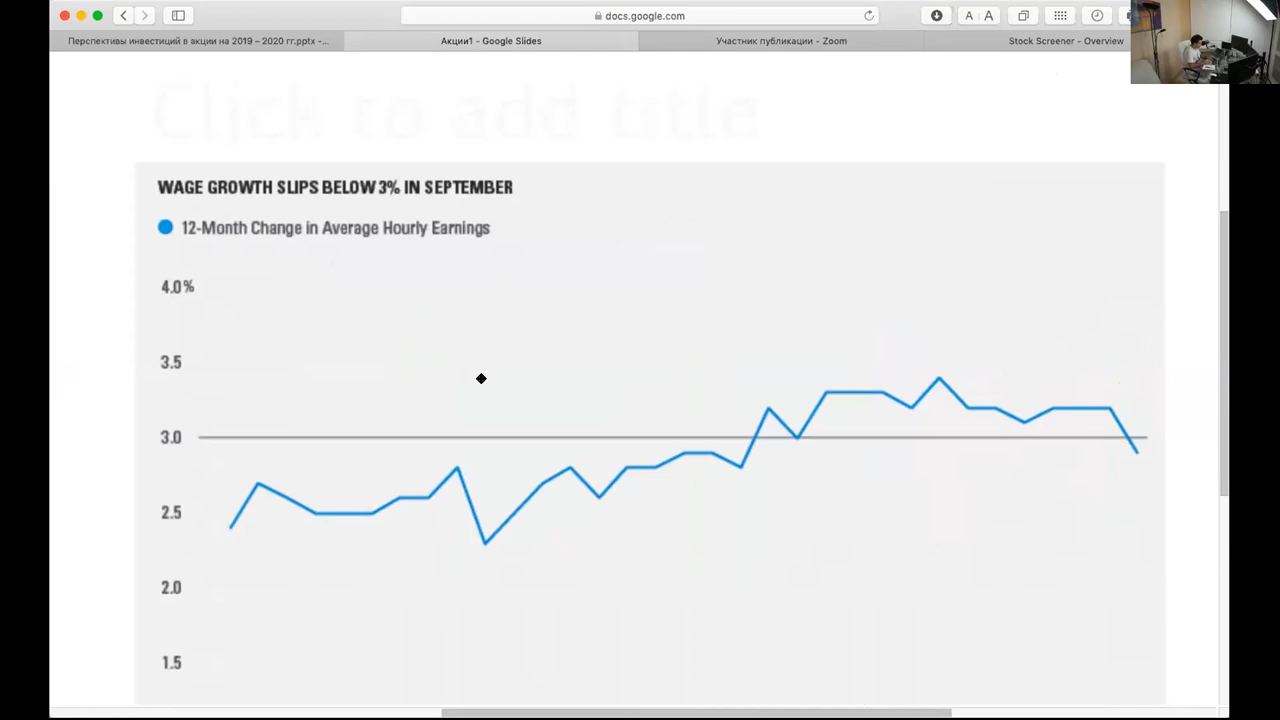 docs.google.com
A A
Перспективы инвестиций в акции на 2019 – 2020 гг.pptx -...
Акции1 - Google Slides
Участник публикации - Zoom
Stock Screener - Overview
Click to add title
WAGE GROWTH SLIPS BELOW 3% IN SEPTEMBER
12-Month Change in Average Hourly Earnings
4.0%
3.5
3.0
2.5
2.0
1.5